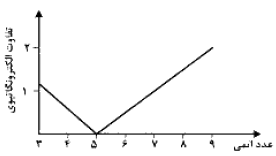 تفاوت الکترونگاتیوی
۲
۱
۳ ۴ ۵ ۶ ۷ ۸ ۹
عدد اتمی